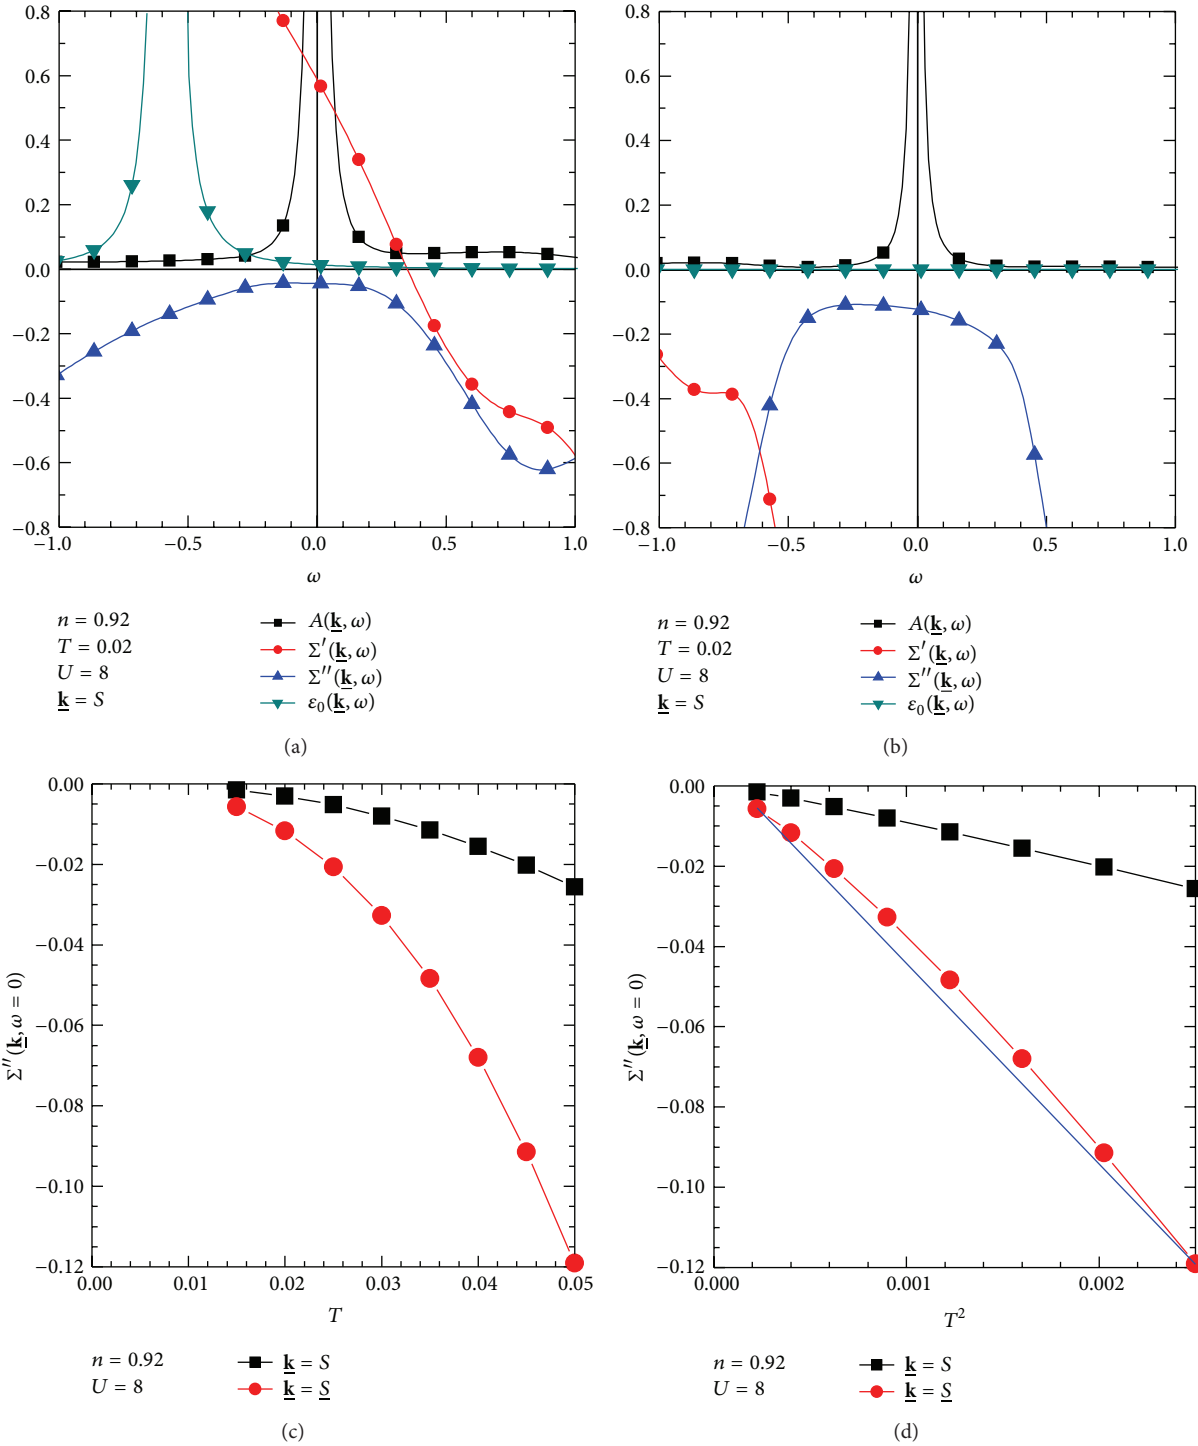 0.8
0.6
0.4
0.2
0.0
−0.2
−0.4
−0.6
−0.8
−1.0 −0.5 0.0 0.5 1.0
ω
n = 0.92
T = 0.02
U = 8
k = S
A(k, ω)
Σ′(k, ω)
Σ′′(k, ω)
ε0(k, ω)
(a)
0.8
0.6
0.4
0.2
0.0
−0.2
−0.4
−0.6
−0.8
−1.0 −0.5 0.0 0.5 1.0
ω
n = 0.92
T = 0.02
U = 8
k = S
A(k, ω)
Σ′(k, ω)
Σ′′(k, ω)
ε0(k, ω)
(b)
Σ′′(k, ω = 0)
0.00
−0.02
−0.04
−0.06
−0.08
−0.10
−0.12
0.00 0.01 0.02 0.03 0.04 0.05
T
n = 0.92
U = 8
k = S
k = S
(c)
Σ′′(k, ω = 0)
0.00
−0.02
−0.04
−0.06
−0.08
−0.10
−0.12
0.000 0.001 0.002
T²
n = 0.92
U = 8
k = S
k = S
(d)